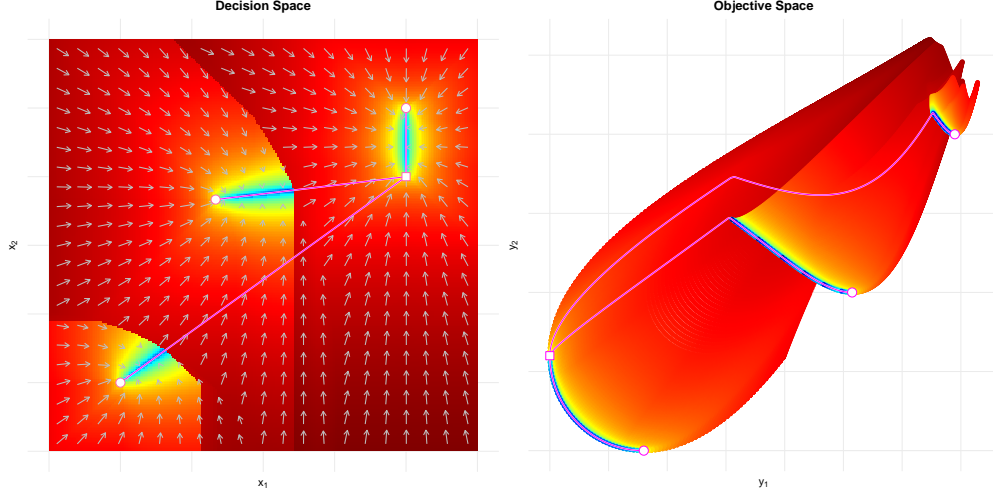 Decision Space
Objective Space
x₂
x₁
y₂
y₁